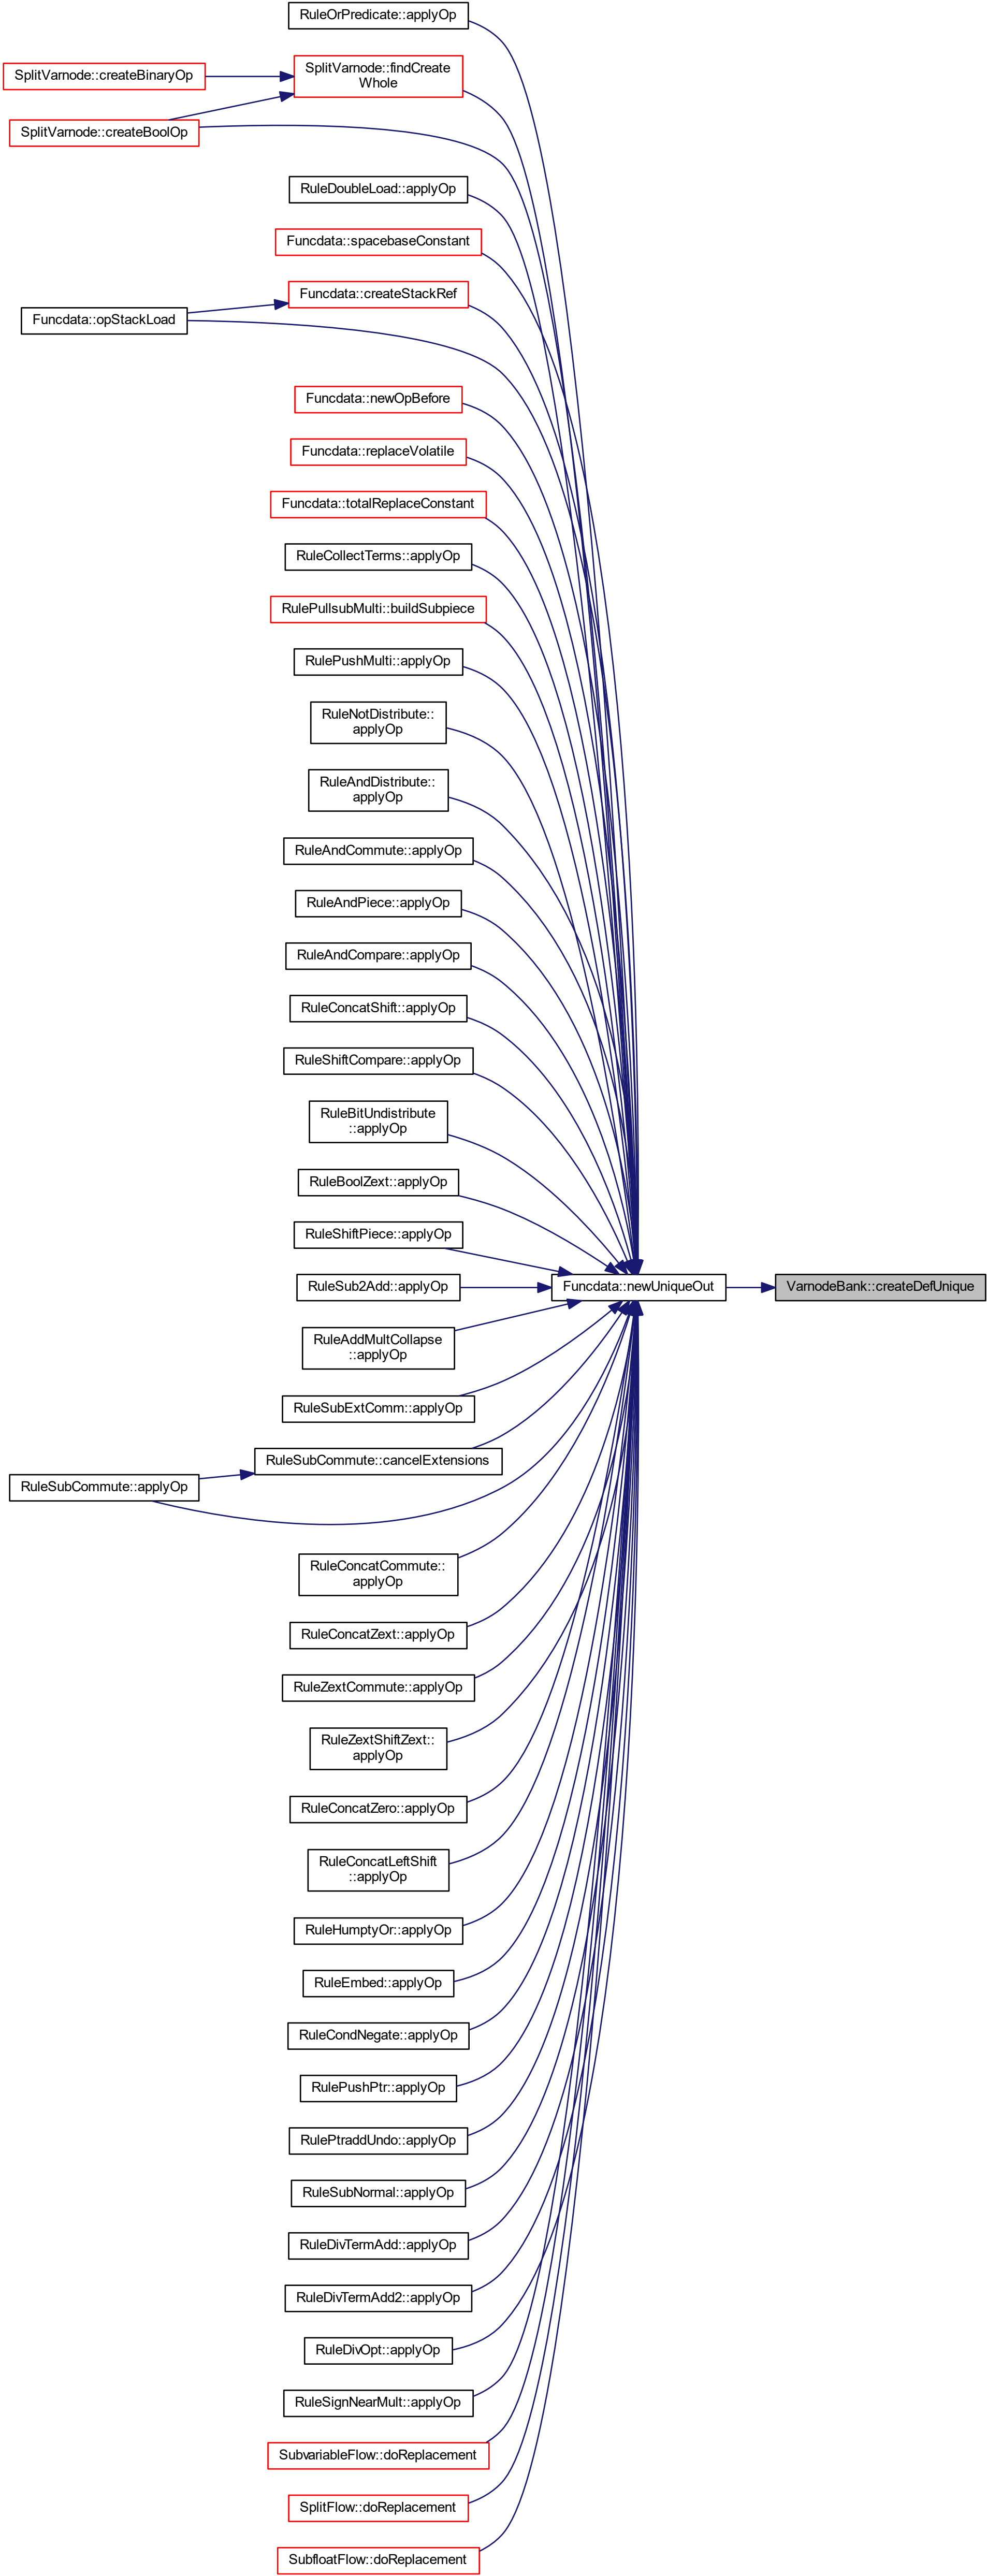 RuleOrPredicate::applyOp
SplitVarnode::findCreate
Whole
SplitVarnode::createBinaryOp
SplitVarnode::createBoolOp
RuleDoubleLoad::applyOp
Funcdata::spacebaseConstant
Funcdata::createStackRef
Funcdata::opStackLoad
Funcdata::newOpBefore
Funcdata::replaceVolatile
Funcdata::totalReplaceConstant
RuleCollectTerms::applyOp
RulePullsubMulti::buildSubpiece
RulePushMulti::applyOp
RuleNotDistribute::
applyOp
RuleAndDistribute::
applyOp
RuleAndCommute::applyOp
RuleAndPiece::applyOp
RuleAndCompare::applyOp
RuleConcatShift::applyOp
RuleShiftCompare::applyOp
RuleBitUndistribute
::applyOp
RuleBoolZext::applyOp
RuleShiftPiece::applyOp
RuleSub2Add::applyOp
Funcdata::newUniqueOut
VarnodeBank::createDefUnique
RuleAddMultCollapse
::applyOp
RuleSubExtComm::applyOp
RuleSubCommute::cancelExtensions
RuleSubCommute::applyOp
RuleConcatCommute::
applyOp
RuleConcatZext::applyOp
RuleZextCommute::applyOp
RuleZextShiftZext::
applyOp
RuleConcatZero::applyOp
RuleConcatLeftShift
::applyOp
RuleHumptyOr::applyOp
RuleEmbed::applyOp
RuleCondNegate::applyOp
RulePushPtr::applyOp
RulePtraddUndo::applyOp
RuleSubNormal::applyOp
RuleDivTermAdd::applyOp
RuleDivTermAdd2::applyOp
RuleDivOpt::applyOp
RuleSignNearMult::applyOp
SubvariableFlow::doReplacement
SplitFlow::doReplacement
SubfloatFlow::doReplacement